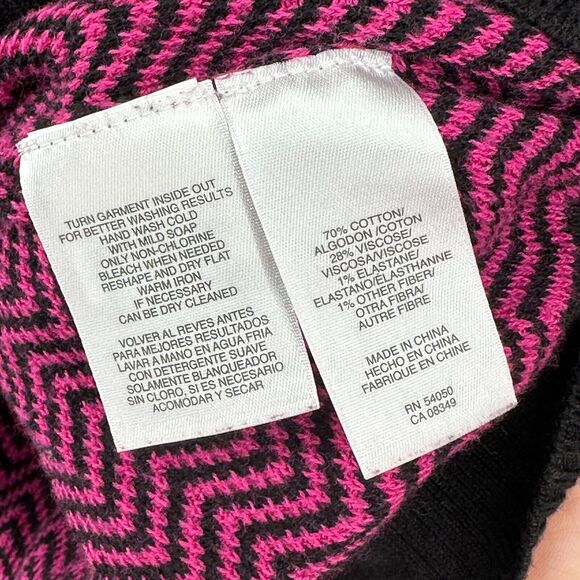 TURN GARMENT INSIDE OUT
FOR BETTER WASHING RESULTS
HAND WASH COLD
WITH MILD SOAP
ONLY NON-CHLORINE
BLEACH WHEN NEEDED
RESHAPE AND DRY FLAT
WARM IRON
IF NECESSARY
CAN BE DRY CLEANED
VOLVER AL REVES ANTES
PARA MEJORES RESULTADOS
LAVAR A MANO EN AGUA FRIA
CON DETERGENTE SUAVE
SOLAMENTE BLANQUEADOR
SIN CLORO, SI ES NECESARIO
ACOMODAR Y SECAR
70% COTTON/
ALGODON/COTON
28% VISCOSE/
VISCOSA/VISCOSE
1% ELASTANE/
ELASTANO/ELASTHANNE
1% OTHER FIBER/
OTRA FIBRA/
AUTRE FIBRE
MADE IN CHINA
HECHO EN CHINA
FABRIQUE EN CHINE
RN 54050
CA 08349